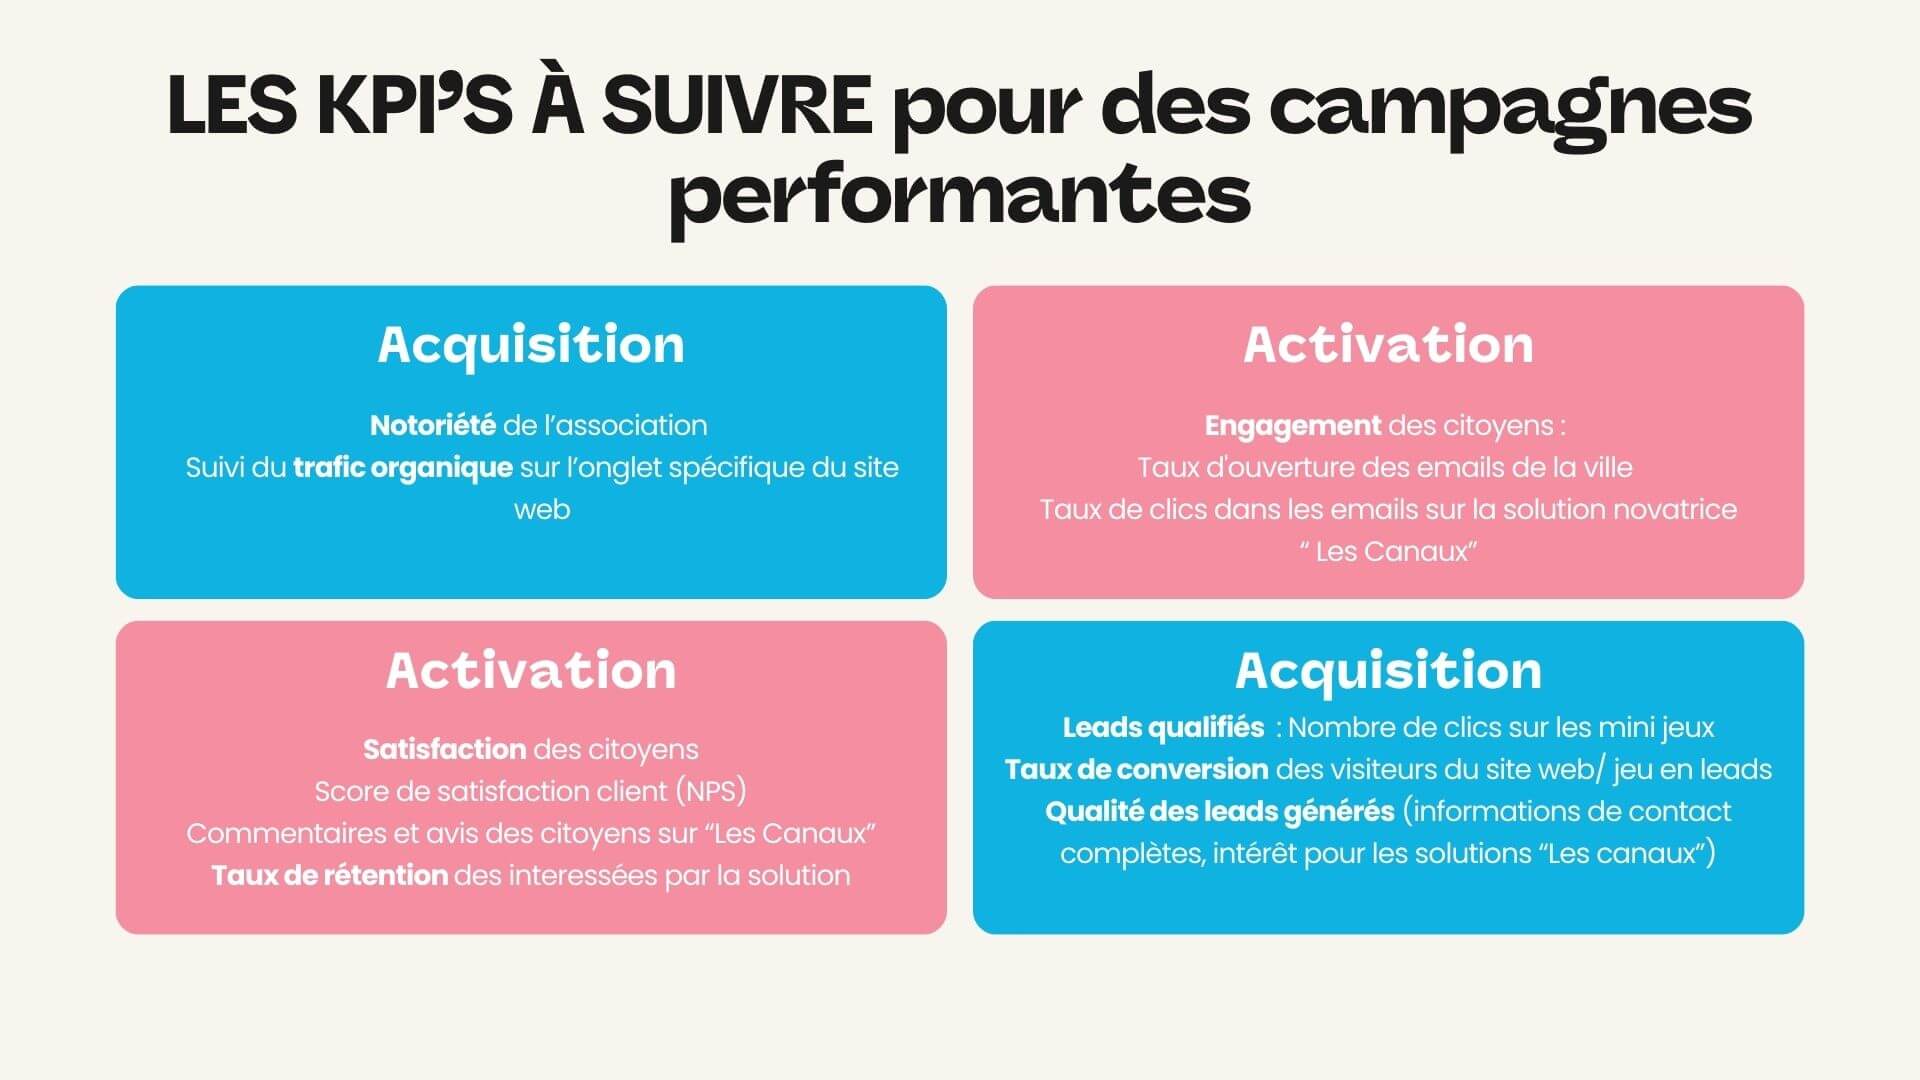 LES KPI’S À SUIVRE pour des campagnes
performantes
Acquisition
Notoriété de l’association
Suivi du trafic organique sur l’onglet spécifique du site
web
Activation
Engagement des citoyens :
Taux d'ouverture des emails de la ville
Taux de clics dans les emails sur la solution novatrice
“ Les Canaux”
Activation
Satisfaction des citoyens
Score de satisfaction client (NPS)
Commentaires et avis des citoyens sur “Les Canaux”
Taux de rétention des interessées par la solution
Acquisition
Leads qualifiés : Nombre de clics sur les mini jeux
Taux de conversion des visiteurs du site web/ jeu en leads
Qualité des leads générés (informations de contact
complètes, intérêt pour les solutions “Les canaux”)